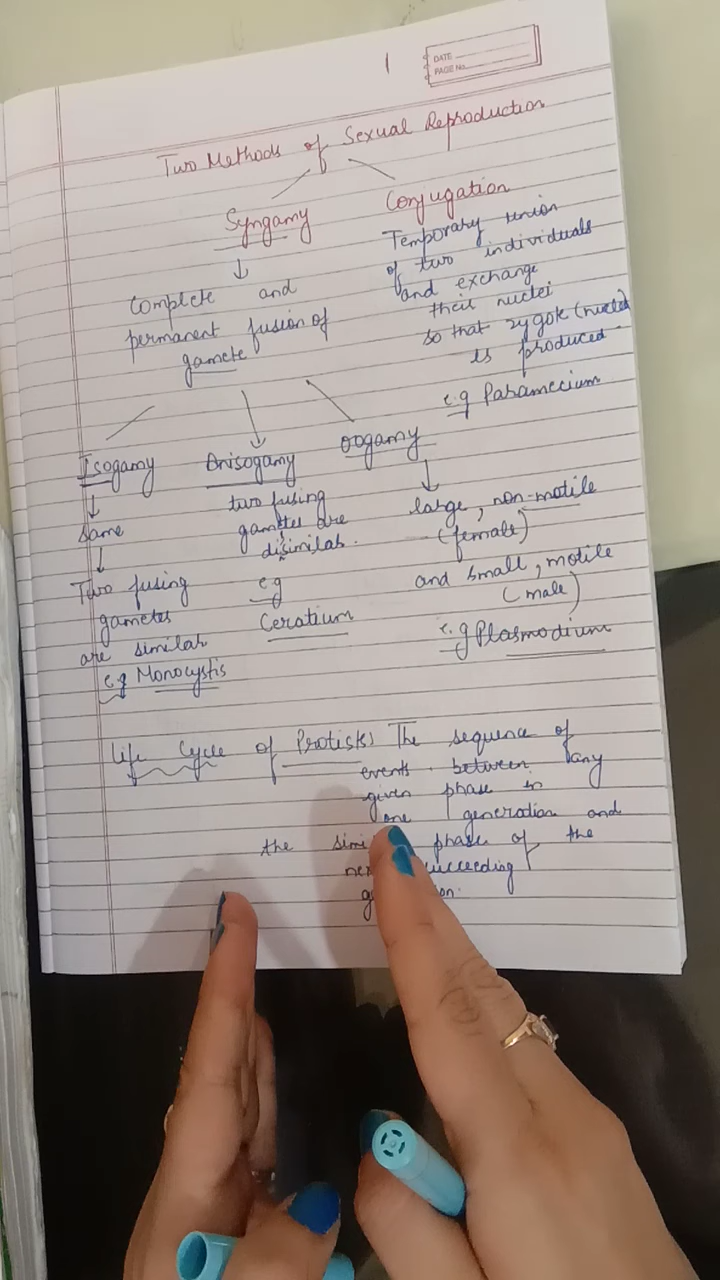 1
DATE
PAGE No.
Two Methods of Sexual Reproduction
Syngamy
Complete and
permanent fusion of
gamete
Conjugation
Temporary union
of two individuals
and exchange
their nuclei
so that zygote (nuclei)
is produced
e.g Paramecium
Isogamy
same
Two fusing
gametes
are similar
e.g Monocystis
Anisogamy
two fusing
gametes are
disimilar.
e.g
Ceratium
oogamy
large, non-motile
(female)
and small, motile
(male)
e.g Plasmodium
Life Cycle of Protists The sequence of
events between any
given phase in
one generation and
the phase of the
succeeding